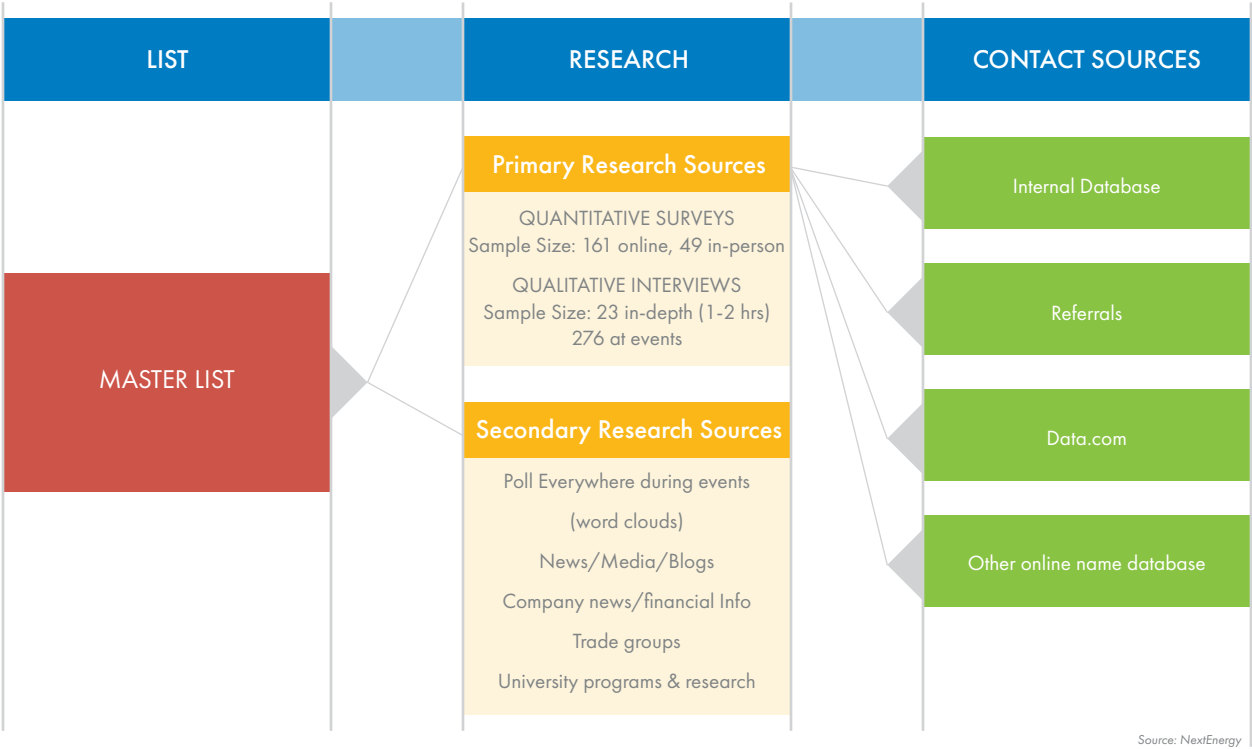 LIST
RESEARCH
CONTACT SOURCES
MASTER LIST
Primary Research Sources
QUANTITATIVE SURVEYS
Sample Size: 161 online, 49 in-person
QUALITATIVE INTERVIEWS
Sample Size: 23 in-depth (1-2 hrs)
276 at events
Secondary Research Sources
Poll Everywhere during events
(word clouds)
News/Media/Blogs
Company news/financial Info
Trade groups
University programs & research
Internal Database
Referrals
Data.com
Other online name database
Source: NextEnergy